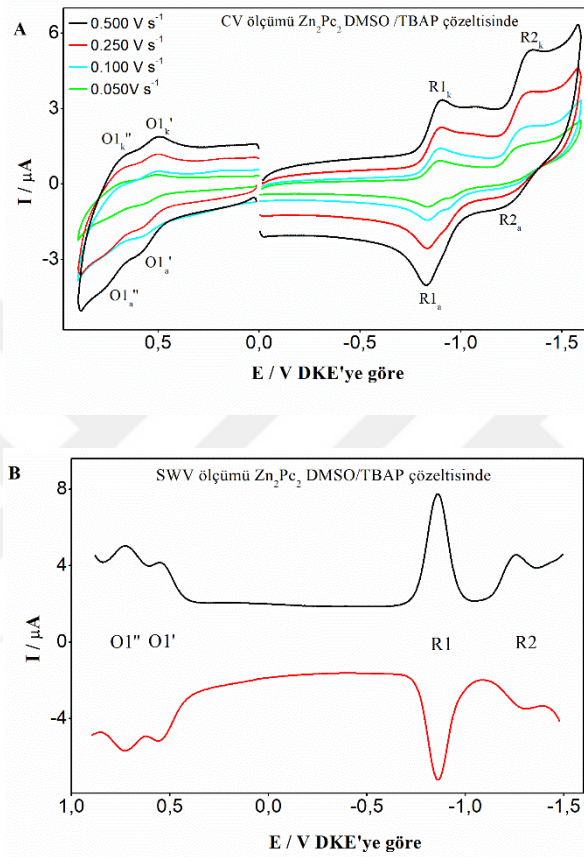 A
CV ölçümü Zn₂Pc₂ DMSO /TBAP çözeltisinde
0.500 V s⁻¹
0.250 V s⁻¹
0.100 V s⁻¹
0.050V s⁻¹
6
3
0
-3
I / µA
O1ₖ'' O1ₖ'
O1ₐ'' O1ₐ'
R1ₖ
R2ₖ
R1ₐ
R2ₐ
0,5 0,0 -0,5 -1,0 -1,5
E / V DKE'ye göre
B
SWV ölçümü Zn₂Pc₂ DMSO/TBAP çözeltisinde
8
4
0
-4
I / µA
O1'' O1' R1 R2
1,0 0,5 0,0 -0,5 -1,0 -1,5
E / V DKE'ye göre